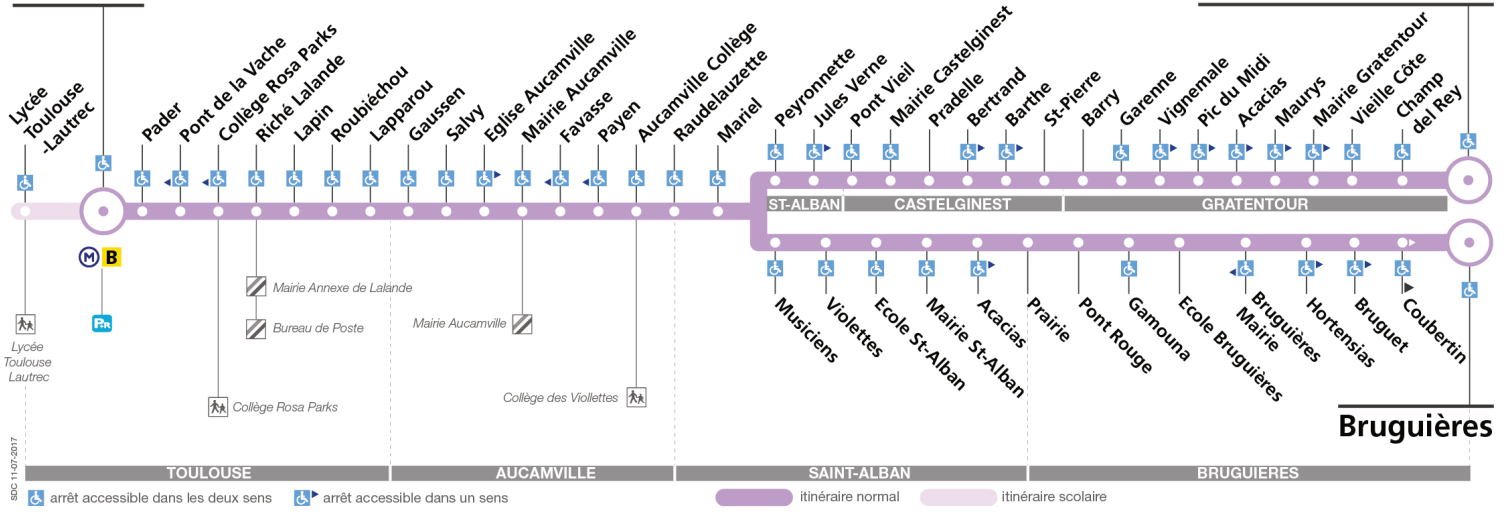 Lycée
Toulouse
-Lautrec
Pader
Pont de la Vache
Collège Rosa Parks
Riché Lalande
Lapin
Roubiéchou
Lapparou
Gaussen
Salvy
Eglise Aucamville
Mairie Aucamville
Favasse
Payen
Aucamville Collège
Raudelauzette
Mariel
Peyronnette
Jules Verne
Pont Vieil
Mairie Castelginest
Pradelle
Bertrand
Barthe
St-Pierre
Barry
Garenne
Vignemale
Pic du Midi
Acacias
Maurys
Mairie Gratentour
Vieille Côte
Champ
del Rey
ST-ALBAN
CASTELGINEST
GRATENTOUR
M B
P+R
Musiciens
Violettes
Ecole St-Alban
Mairie St-Alban
Acacias
Prairie
Pont Rouge
Gamouna
Ecole Bruguières
Bruguières
Mairie
Hortensias
Bruguet
Coubertin
Mairie Annexe de Lalande
Bureau de Poste
Mairie Aucamville
Lycée
Toulouse
Lautrec
Collège Rosa Parks
Collège des Viollettes
Bruguières
SDC 11-07-2017
TOULOUSE
AUCAMVILLE
SAINT-ALBAN
BRUGUIERES
arrêt accessible dans les deux sens
arrêt accessible dans un sens
itinéraire normal
itinéraire scolaire